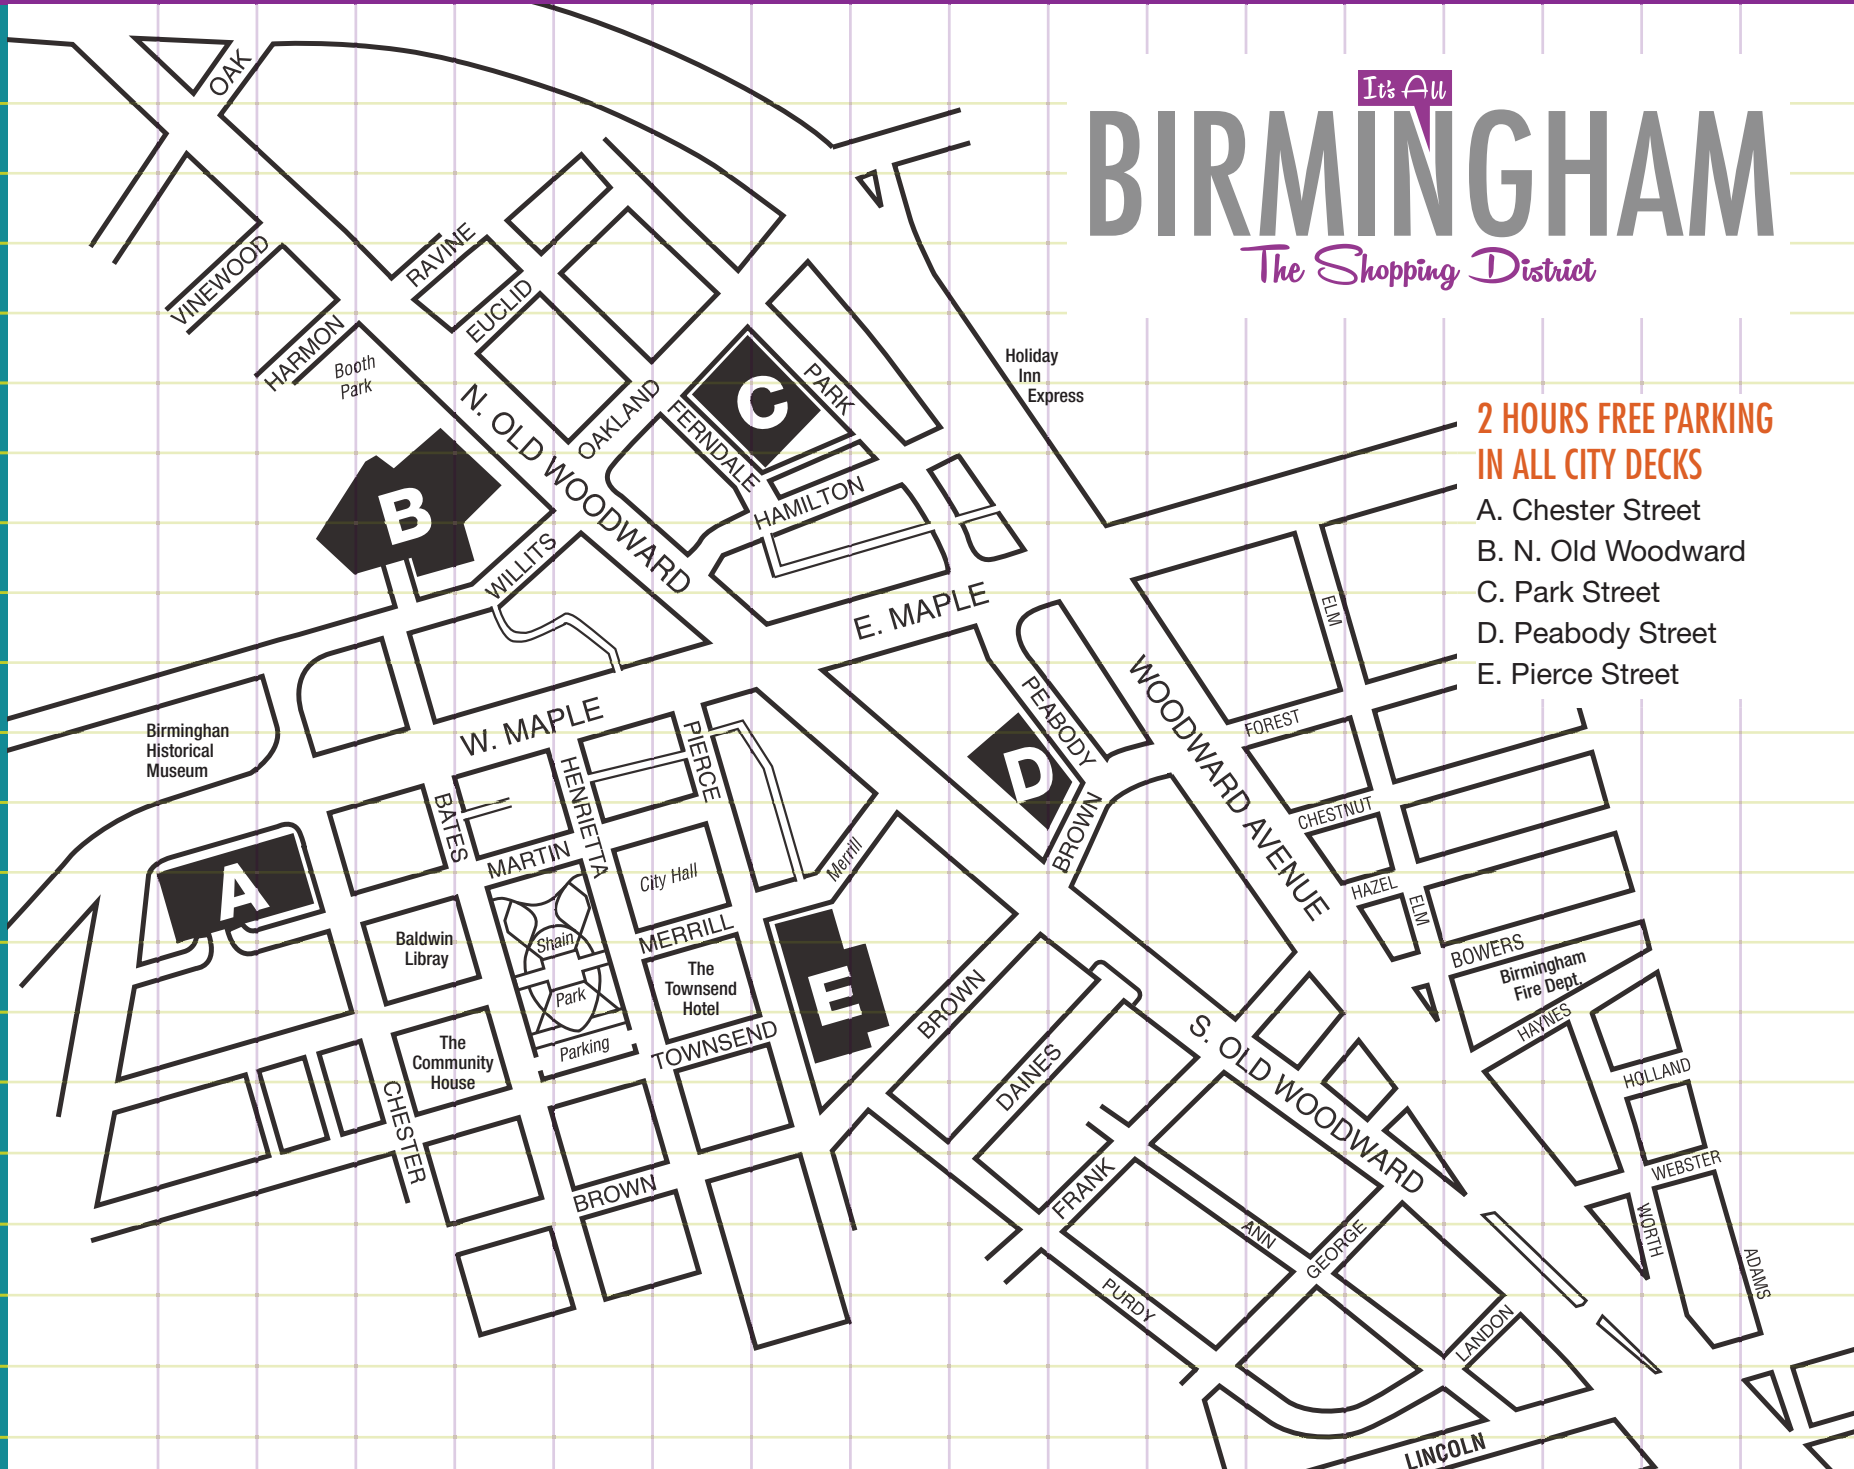 It's All
BIRMINGHAM
The Shopping District
2 HOURS FREE PARKING
IN ALL CITY DECKS
A. Chester Street
B. N. Old Woodward
C. Park Street
D. Peabody Street
E. Pierce Street
OAK
VINEWOOD
HARMON
RAVINE
EUCLID
Booth
Park
N. OLD WOODWARD
OAKLAND
FERNDALE
PARK
C
HAMILTON
Holiday
Inn
Express
B
WILLITS
E. MAPLE
ELM
Birminghan
Historical
Museum
W. MAPLE
PIERCE
HENRIETTA
BATES
MARTIN
PEABODY
D
BROWN
WOODWARD AVENUE
FOREST
CHESTNUT
HAZEL
ELM
BOWERS
Birmingham
Fire Dept.
HAYNES
HOLLAND
WEBSTER
WORTH
ADAMS
A
City Hall
Merrill
MERRILL
Baldwin
Libray
Shain
Park
Parking
The
Townsend
Hotel
E
TOWNSEND
The
Community
House
CHESTER
BROWN
BROWN
DAINES
S. OLD WOODWARD
FRANK
ANN
GEORGE
PURDY
LANDON
LINCOLN